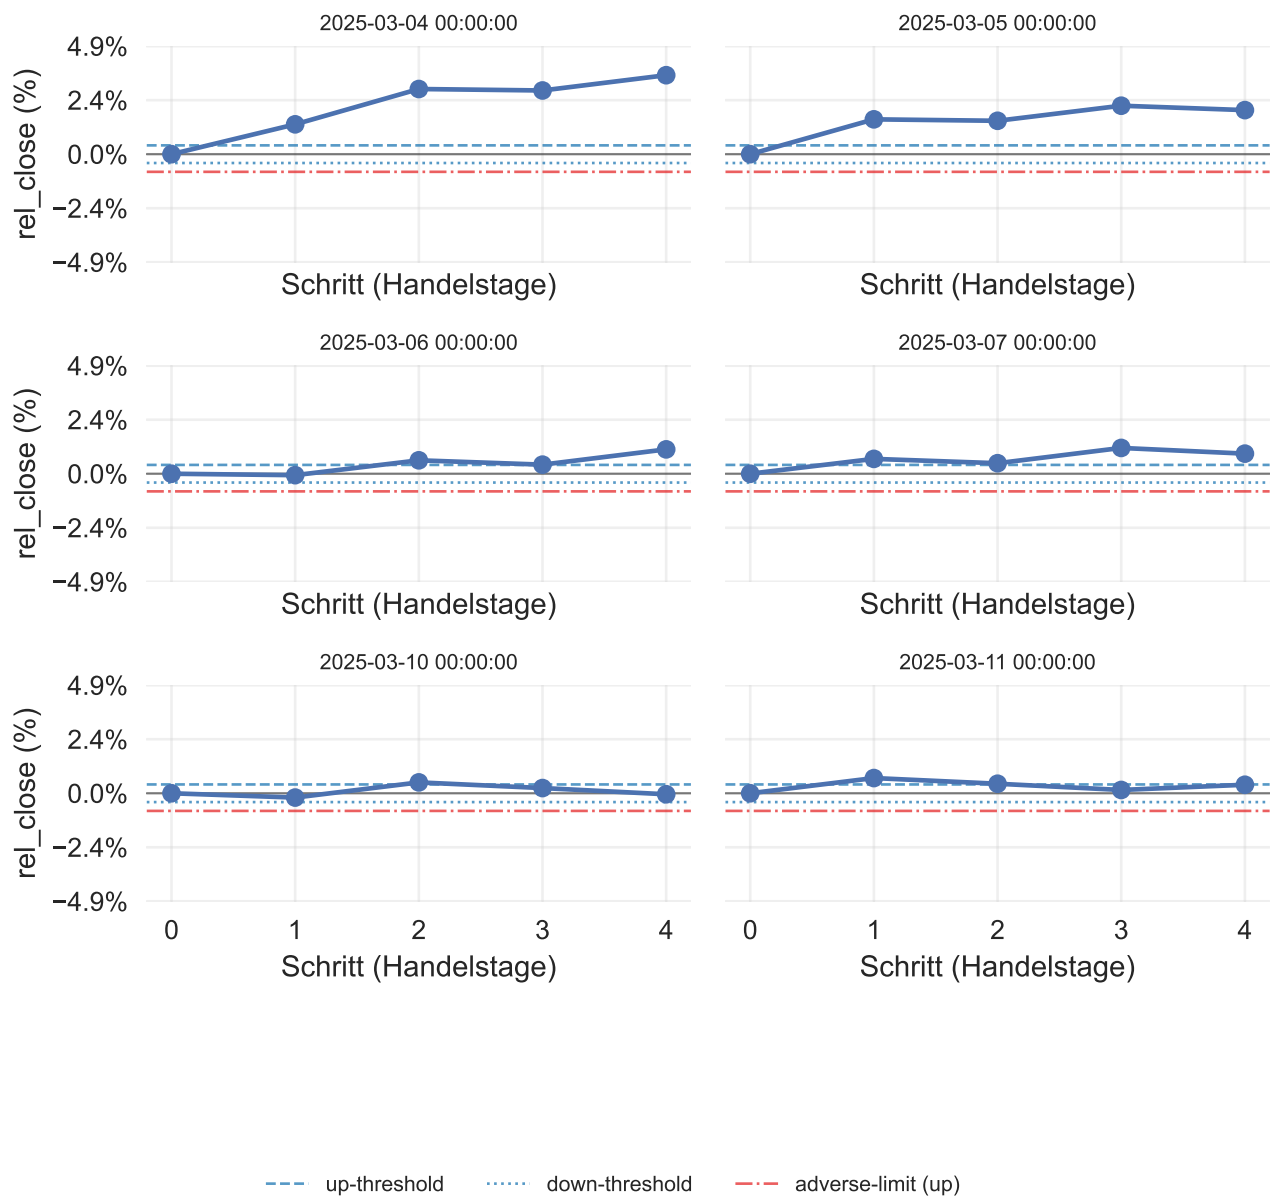 2025-03-04 00:00:00
2025-03-05 00:00:00
4.9%
2.4%
0.0%
−2.4%
−4.9%
rel_close (%)
Schritt (Handelstage)
Schritt (Handelstage)
2025-03-06 00:00:00
2025-03-07 00:00:00
4.9%
2.4%
0.0%
−2.4%
−4.9%
rel_close (%)
Schritt (Handelstage)
Schritt (Handelstage)
2025-03-10 00:00:00
2025-03-11 00:00:00
4.9%
2.4%
0.0%
−2.4%
−4.9%
rel_close (%)
0 1 2 3 4
0 1 2 3 4
Schritt (Handelstage)
Schritt (Handelstage)
up-threshold down-threshold adverse-limit (up)